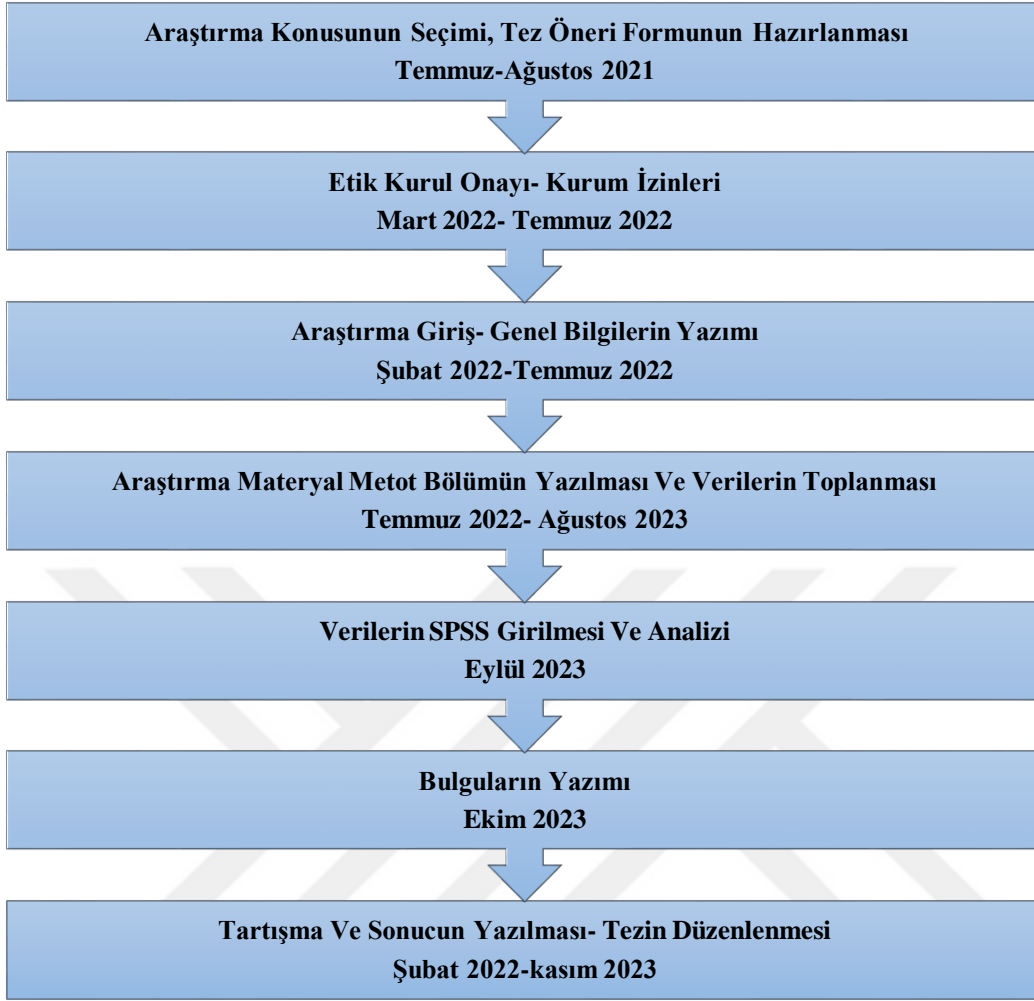 Araştırma Konusunun Seçimi, Tez Öneri Formunun Hazırlanması
Temmuz-Ağustos 2021
Etik Kurul Onayı- Kurum İzinleri
Mart 2022- Temmuz 2022
Araştırma Giriş- Genel Bilgilerin Yazımı
Şubat 2022-Temmuz 2022
Araştırma Materyal Metot Bölümün Yazılması Ve Verilerin Toplanması
Temmuz 2022- Ağustos 2023
Verilerin SPSS Girilmesi Ve Analizi
Eylül 2023
Bulguların Yazımı
Ekim 2023
Tartışma Ve Sonucun Yazılması- Tezin Düzenlenmesi
Şubat 2022-kasım 2023